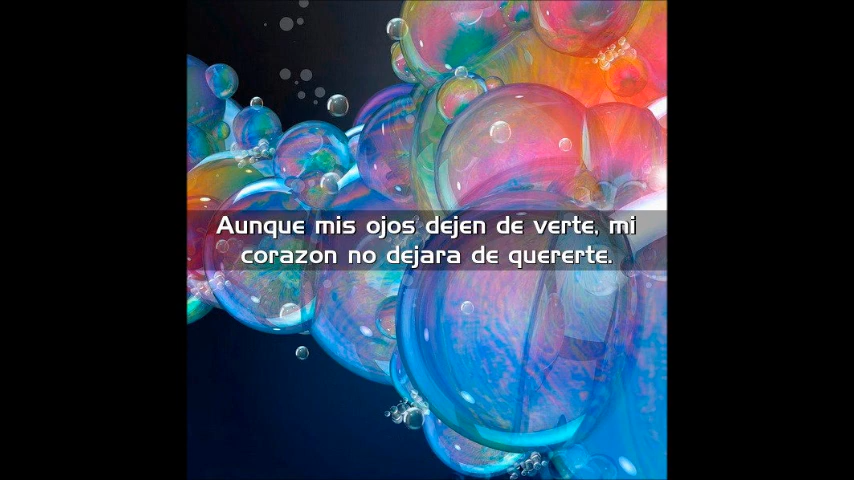 Aunque mis ojos dejen de verte, mi
corazon no dejara de quererte.